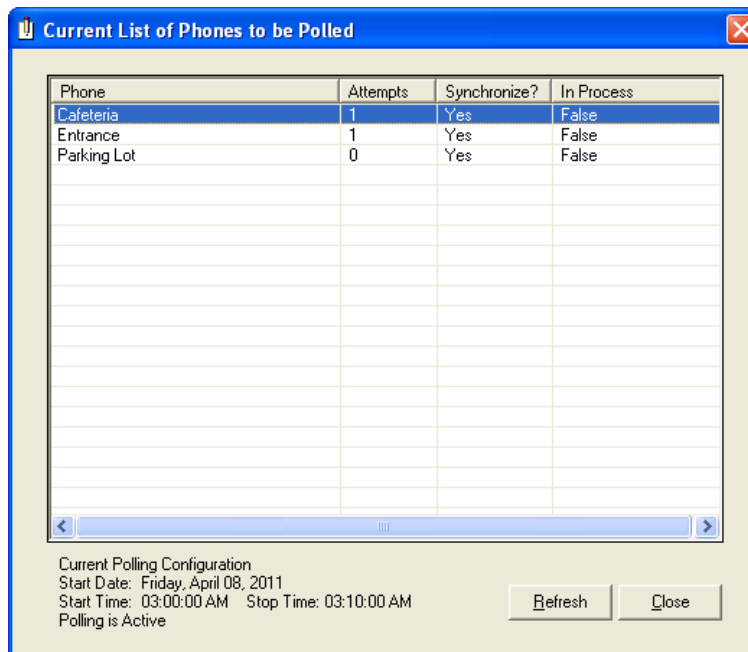 Current List of Phones to be Polled
Phone Attempts Synchronize? In Process
Cafeteria 1 Yes False
Entrance 1 Yes False
Parking Lot 0 Yes False
Current Polling Configuration
Start Date: Friday, April 08, 2011
Start Time: 03:00:00 AM Stop Time: 03:10:00 AM
Polling is Active
Refresh Close